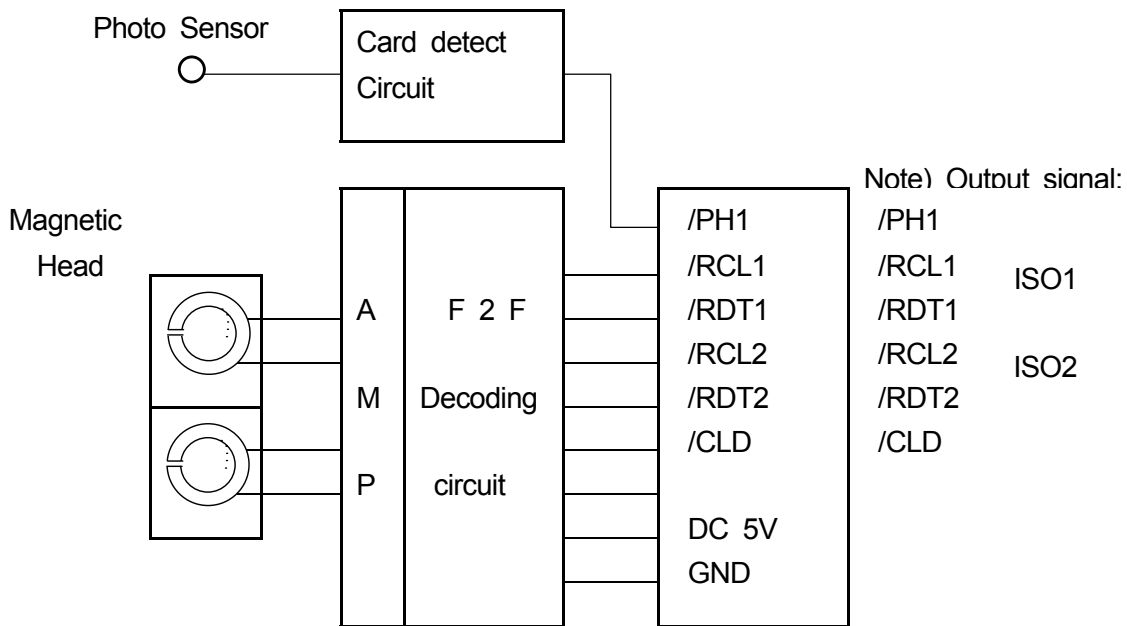 Photo Sensor
Card detect
Circuit
Note) Output signal:
Magnetic
Head
A
M
P
F 2 F
Decoding
circuit
/PH1
/RCL1
/RDT1
/RCL2
/RDT2
/CLD
DC 5V
GND
/PH1
/RCL1
/RDT1
/RCL2
/RDT2
/CLD
ISO1
ISO2